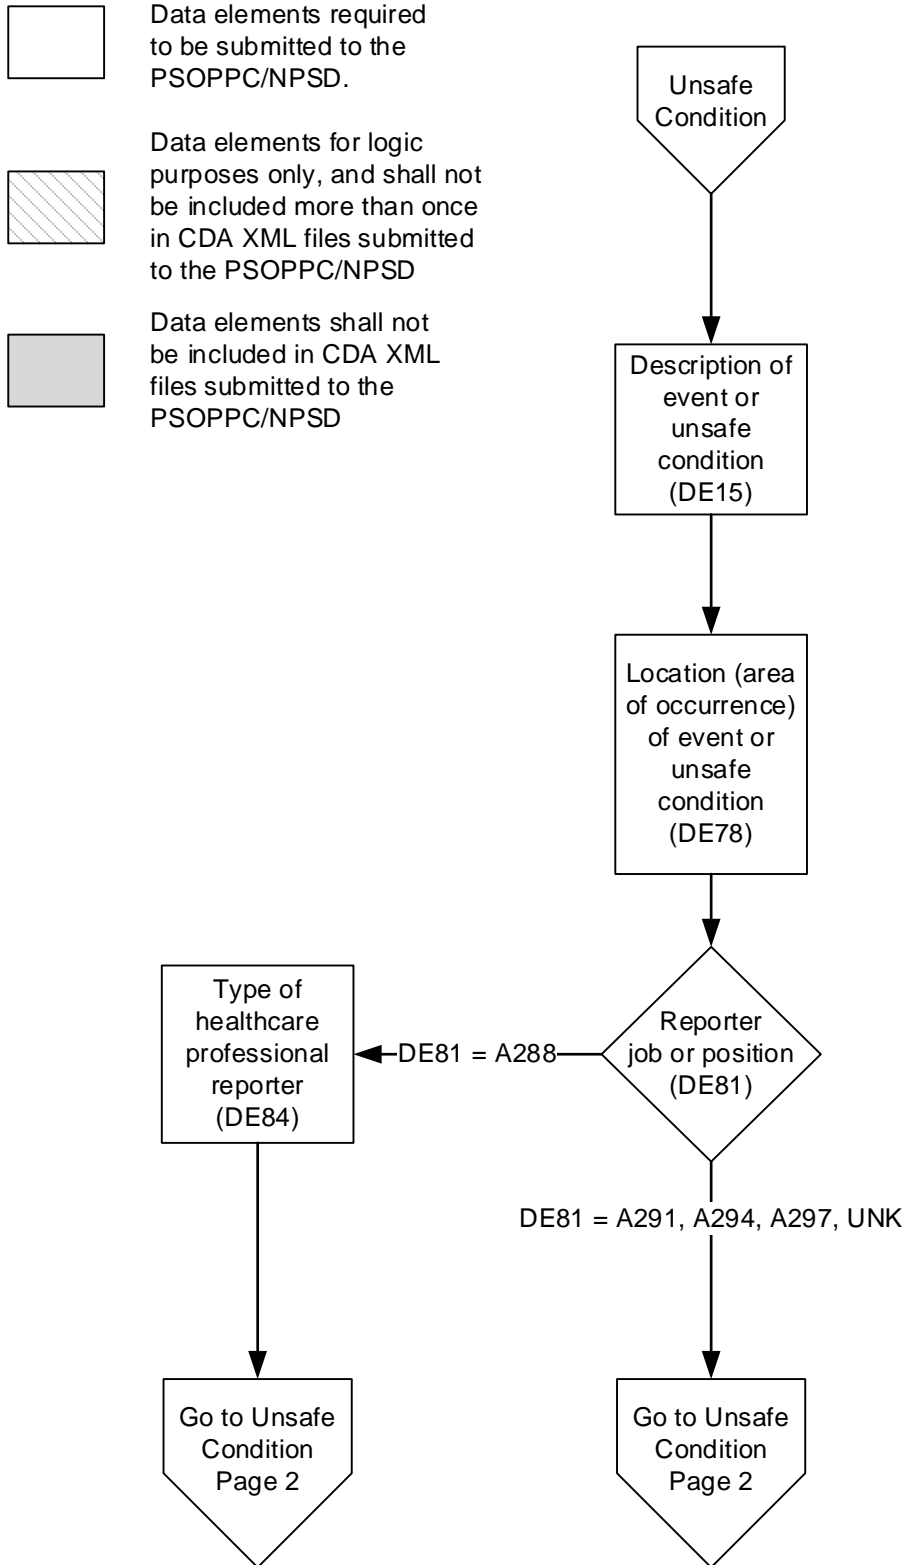 Data elements required
to be submitted to the
PSOPPC/NPSD.
Data elements for logic
purposes only, and shall not
be included more than once
in CDA XML files submitted
to the PSOPPC/NPSD
Data elements shall not
be included in CDA XML
files submitted to the
PSOPPC/NPSD
Unsafe
Condition
Description of
event or
unsafe
condition
(DE15)
Location (area
of occurrence)
of event or
unsafe
condition
(DE78)
Reporter
job or position
(DE81)
DE81 = A288
Type of
healthcare
professional
reporter
(DE84)
DE81 = A291, A294, A297, UNK
Go to Unsafe
Condition
Page 2
Go to Unsafe
Condition
Page 2